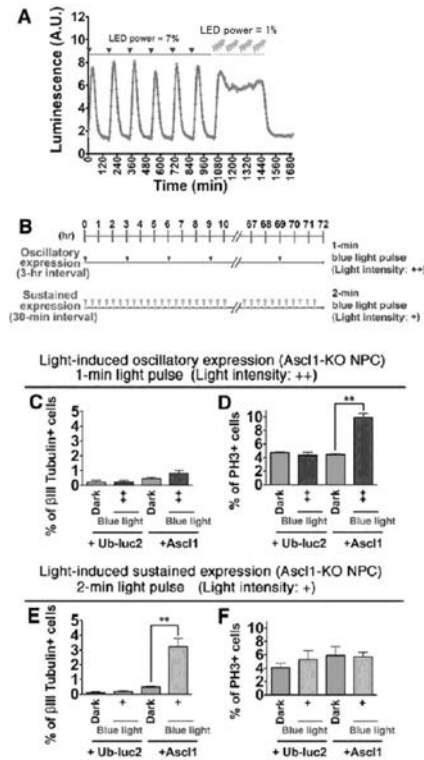 A
LED power = 7%
LED power = 1%
Luminescence (A.U.)
12
10
8
6
4
2
0
0
120
240
360
480
600
720
840
960
1080
1200
1320
1440
1560
1680
Time (min)
B
(hr)
0 1 2 3 4 5 6 7 8 9 10 67 68 69 70 71 72
Oscillatory
expression
(3-hr interval)
1-min
blue light pulse
(Light intensity: ++)
Sustained
expression
(30-min interval)
2-min
blue light pulse
(Light intensity: +)
Light-induced oscillatory expression (Ascl1-KO NPC)
1-min light pulse (Light intensity: ++)
C
% of βIII Tubulin+ cells
5
4
3
2
1
0
Dark
++
Dark
++
Blue light
Blue light
+ Ub-luc2
+Ascl1
D
% of PH3+ cells
**
10
8
6
4
2
0
Dark
++
Dark
++
Blue light
Blue light
+ Ub-luc2
+Ascl1
Light-induced sustained expression (Ascl1-KO NPC)
2-min light pulse (Light intensity: +)
E
% of βIII Tubulin+ cells
**
5
4
3
2
1
0
Dark
+
Dark
+
Blue light
Blue light
+ Ub-luc2
+Ascl1
F
% of PH3+ cells
10
8
6
4
2
0
Dark
+
Dark
+
Blue light
Blue light
+ Ub-luc2
+Ascl1